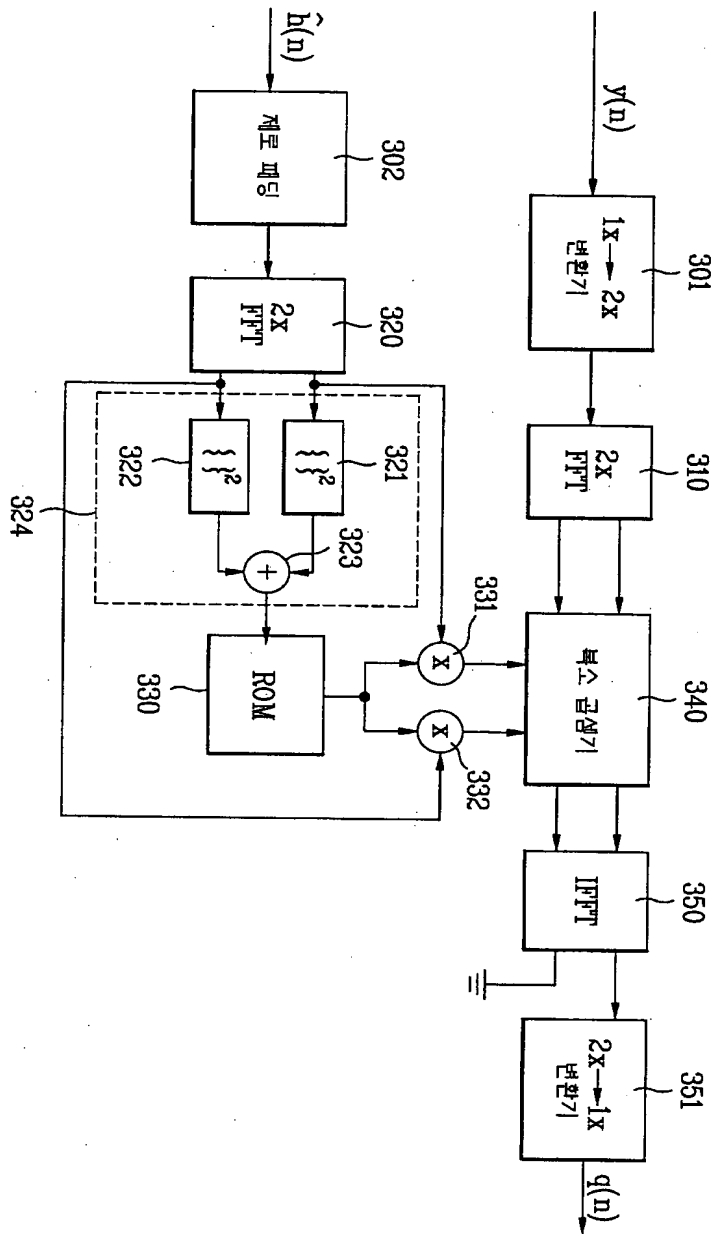 301
310
340
350
351
y(n)
1x → 2x
변환기
2x
FFT
복소 곱셈기
IFFT
2x → 1x
변환기
q(n)
331
332
X
X
302
320
321
323
330
ĥ(n)
제로 패딩
2x
FFT
{ }²
{ }²
+
ROM
322
324